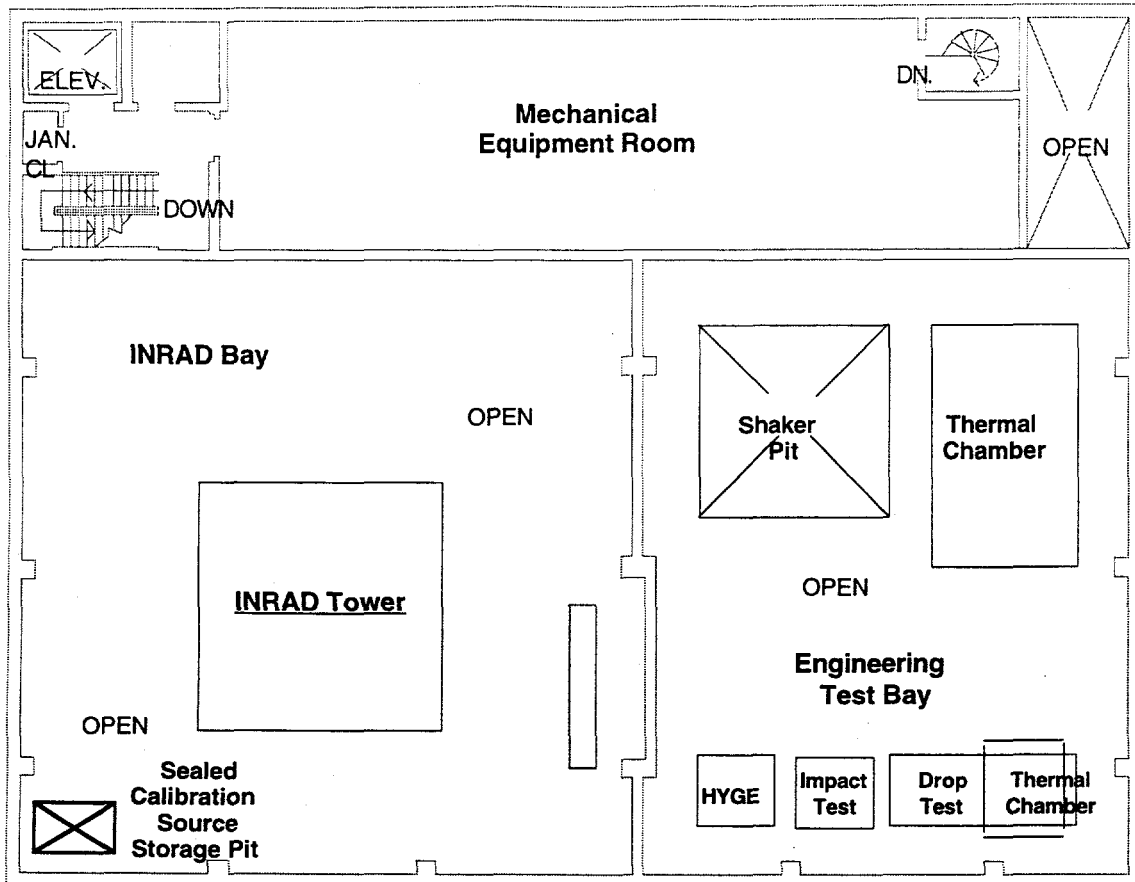 ELEV.
JAN.
CL.
DOWN
Mechanical
Equipment Room
DN.
OPEN
INRAD Bay
OPEN
INRAD Tower
OPEN
Sealed
Calibration
Source
Storage Pit
Shaker
Pit
Thermal
Chamber
OPEN
Engineering
Test Bay
HYGE
Impact
Test
Drop
Test
Thermal
Chamber